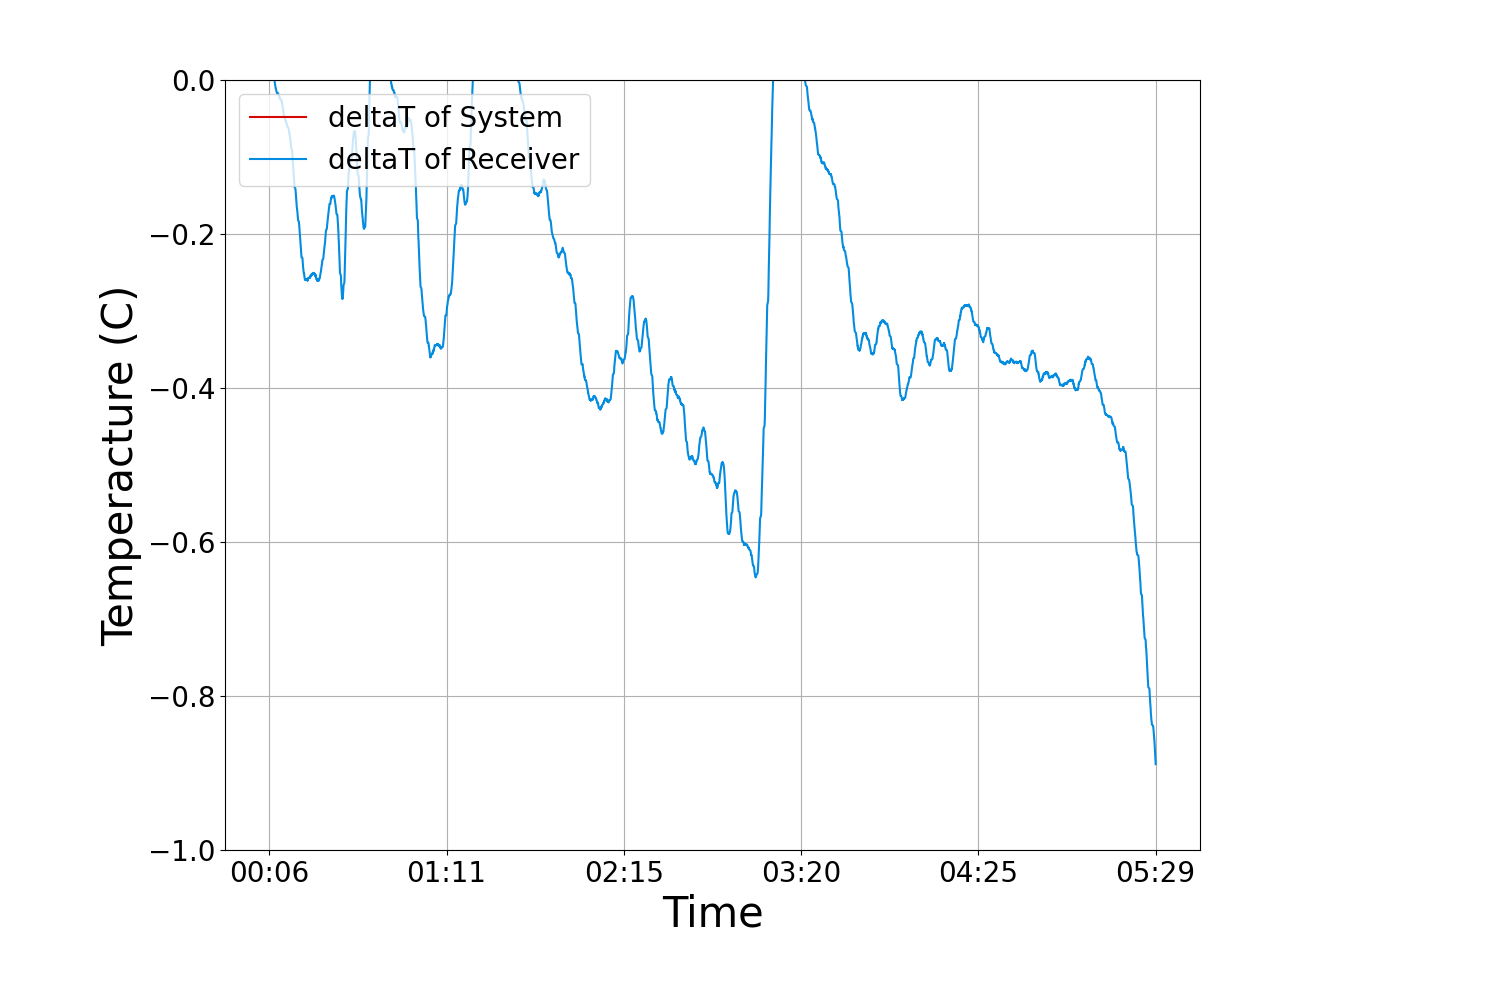 0.0
deltaT of System
deltaT of Receiver
−0.2
−0.4
−0.6
−0.8
−1.0
Temperacture (C)
00:06 01:11 02:15 03:20 04:25 05:29
Time